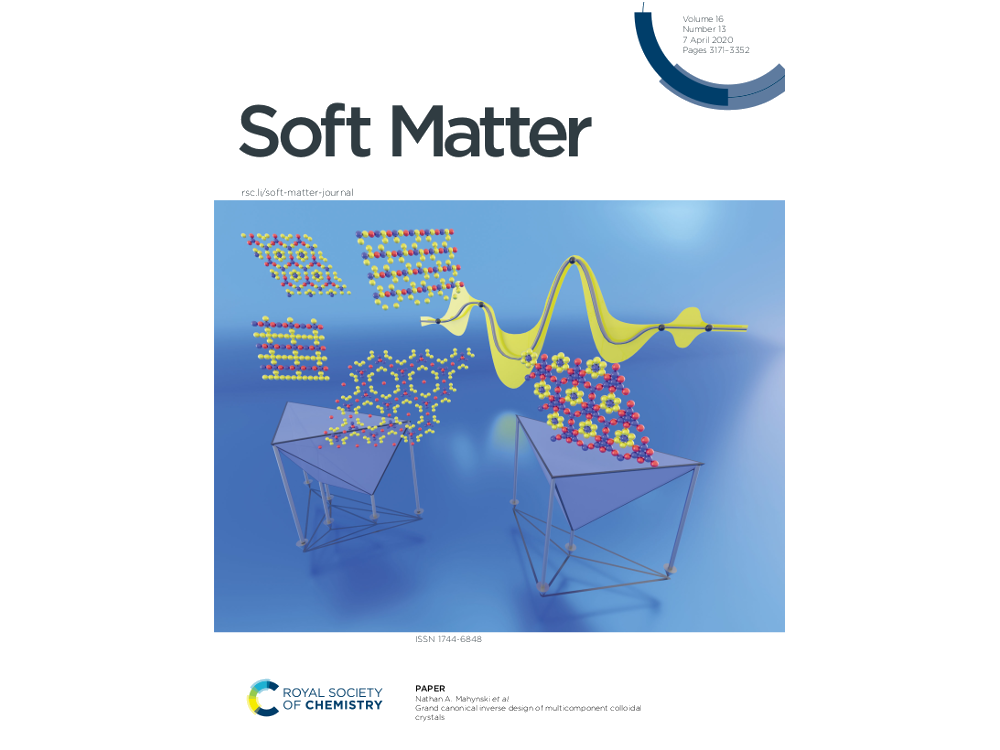 Volume 16
Number 13
7 April 2020
Pages 3171–3352
Soft Matter
rsc.li/soft-matter-journal
ISSN 1744-6848
ROYAL SOCIETY
OF CHEMISTRY
PAPER
Nathan A. Mahynski et al
Grand canonical inverse design of multicomponent colloidal
crystals